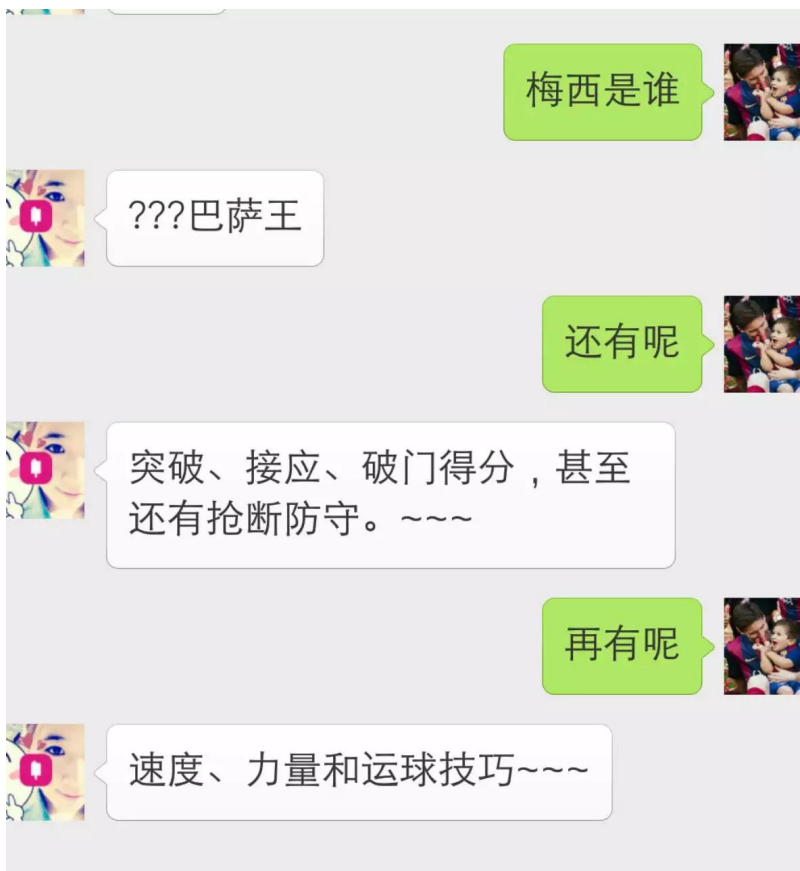 梅西是谁
???巴萨王
还有呢
突破、接应、破门得分，甚至
还有抢断防守。~~~
再有呢
速度、力量和运球技巧~~~